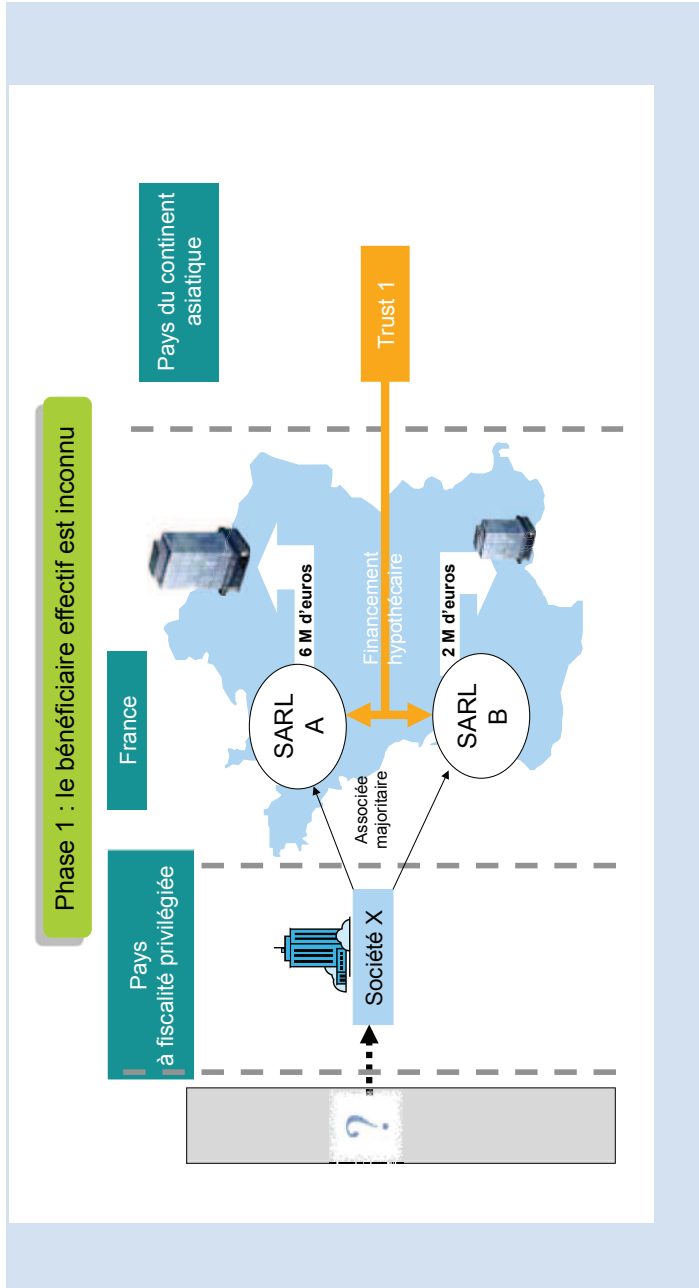 Phase 1 : le bénéficiaire effectif est inconnu
Pays
à fiscalité privilégiée
France
Pays du continent
asiatique
?
Société X
Associée
majoritaire
SARL
A
6 M d'euros
Financement
hypothécaire
SARL
B
2 M d'euros
Trust 1